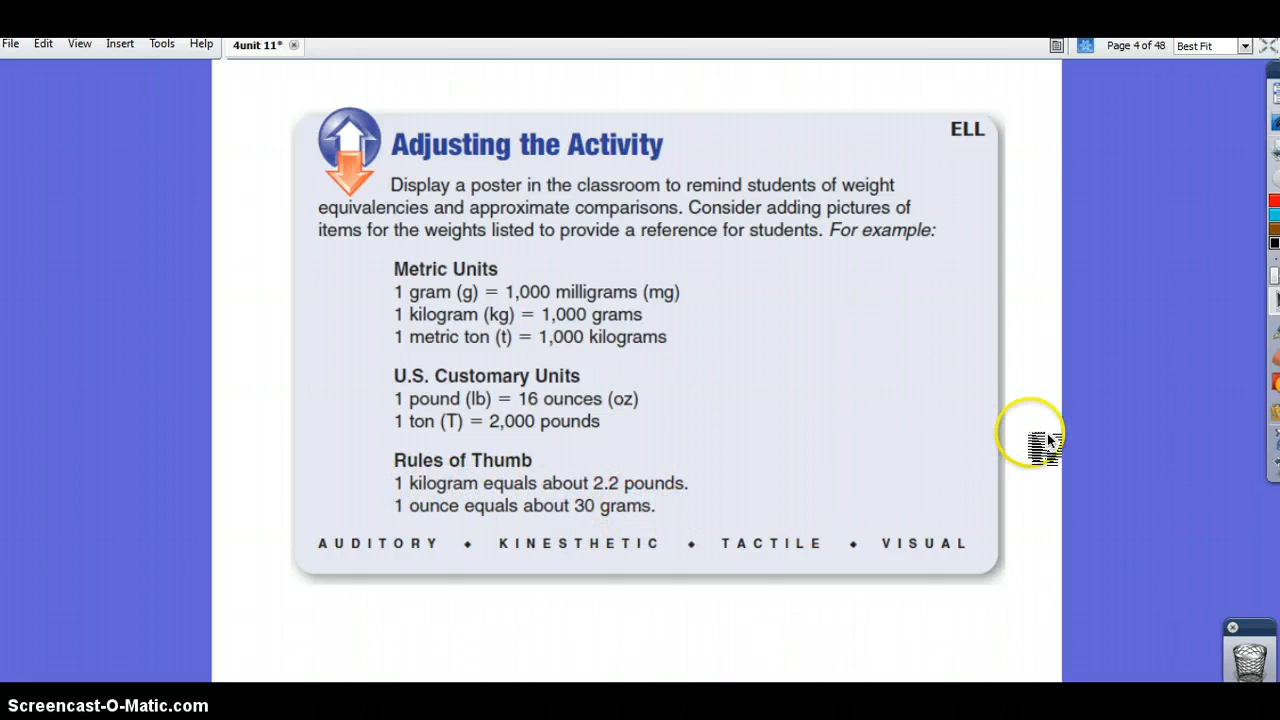 File Edit View Insert Tools Help 4unit 11* Page 4 of 48 Best Fit
ELL
Adjusting the Activity
Display a poster in the classroom to remind students of weight
equivalencies and approximate comparisons. Consider adding pictures of
items for the weights listed to provide a reference for students. For example:
Metric Units
1 gram (g) = 1,000 milligrams (mg)
1 kilogram (kg) = 1,000 grams
1 metric ton (t) = 1,000 kilograms
U.S. Customary Units
1 pound (lb) = 16 ounces (oz)
1 ton (T) = 2,000 pounds
Rules of Thumb
1 kilogram equals about 2.2 pounds.
1 ounce equals about 30 grams.
AUDITORY ◆ KINESTHETIC ◆ TACTILE ◆ VISUAL
Screencast-O-Matic.com